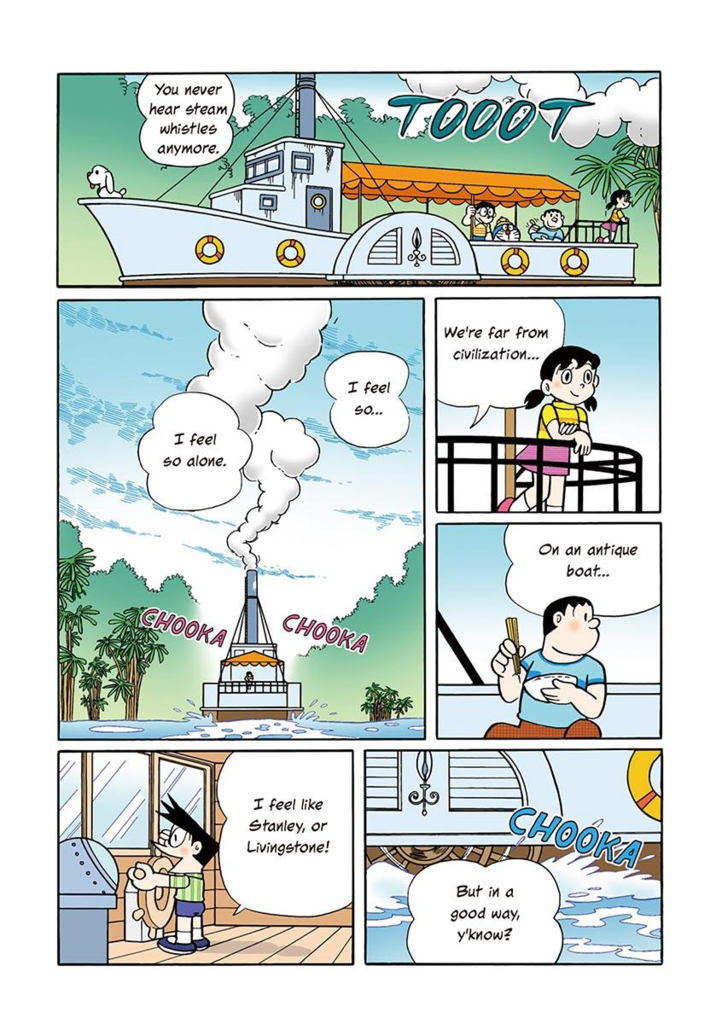 You never
hear steam
whistles
anymore.
TOOOT
I feel
so...
I feel
so alone.
CHOOKA
CHOOKA
We're far from
civilization...
On an antique
boat...
I feel like
Stanley, or
Livingstone!
CHOOKA
But in a
good way,
y'know?